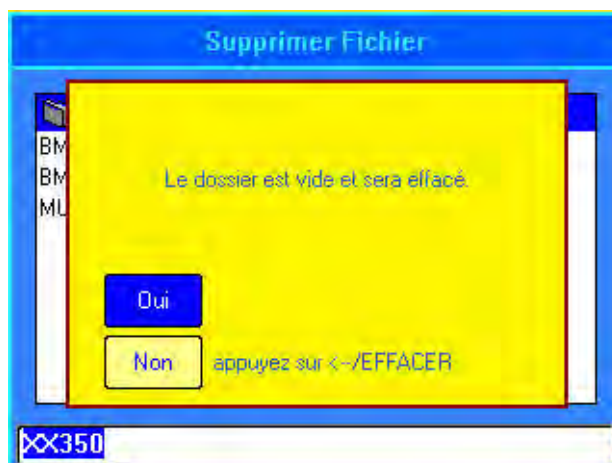 Supprimer Fichier
BM
BM
MU
Le dossier est vide et sera effacé.
Oui
Non appuyez sur <--/EFFACER
XX350